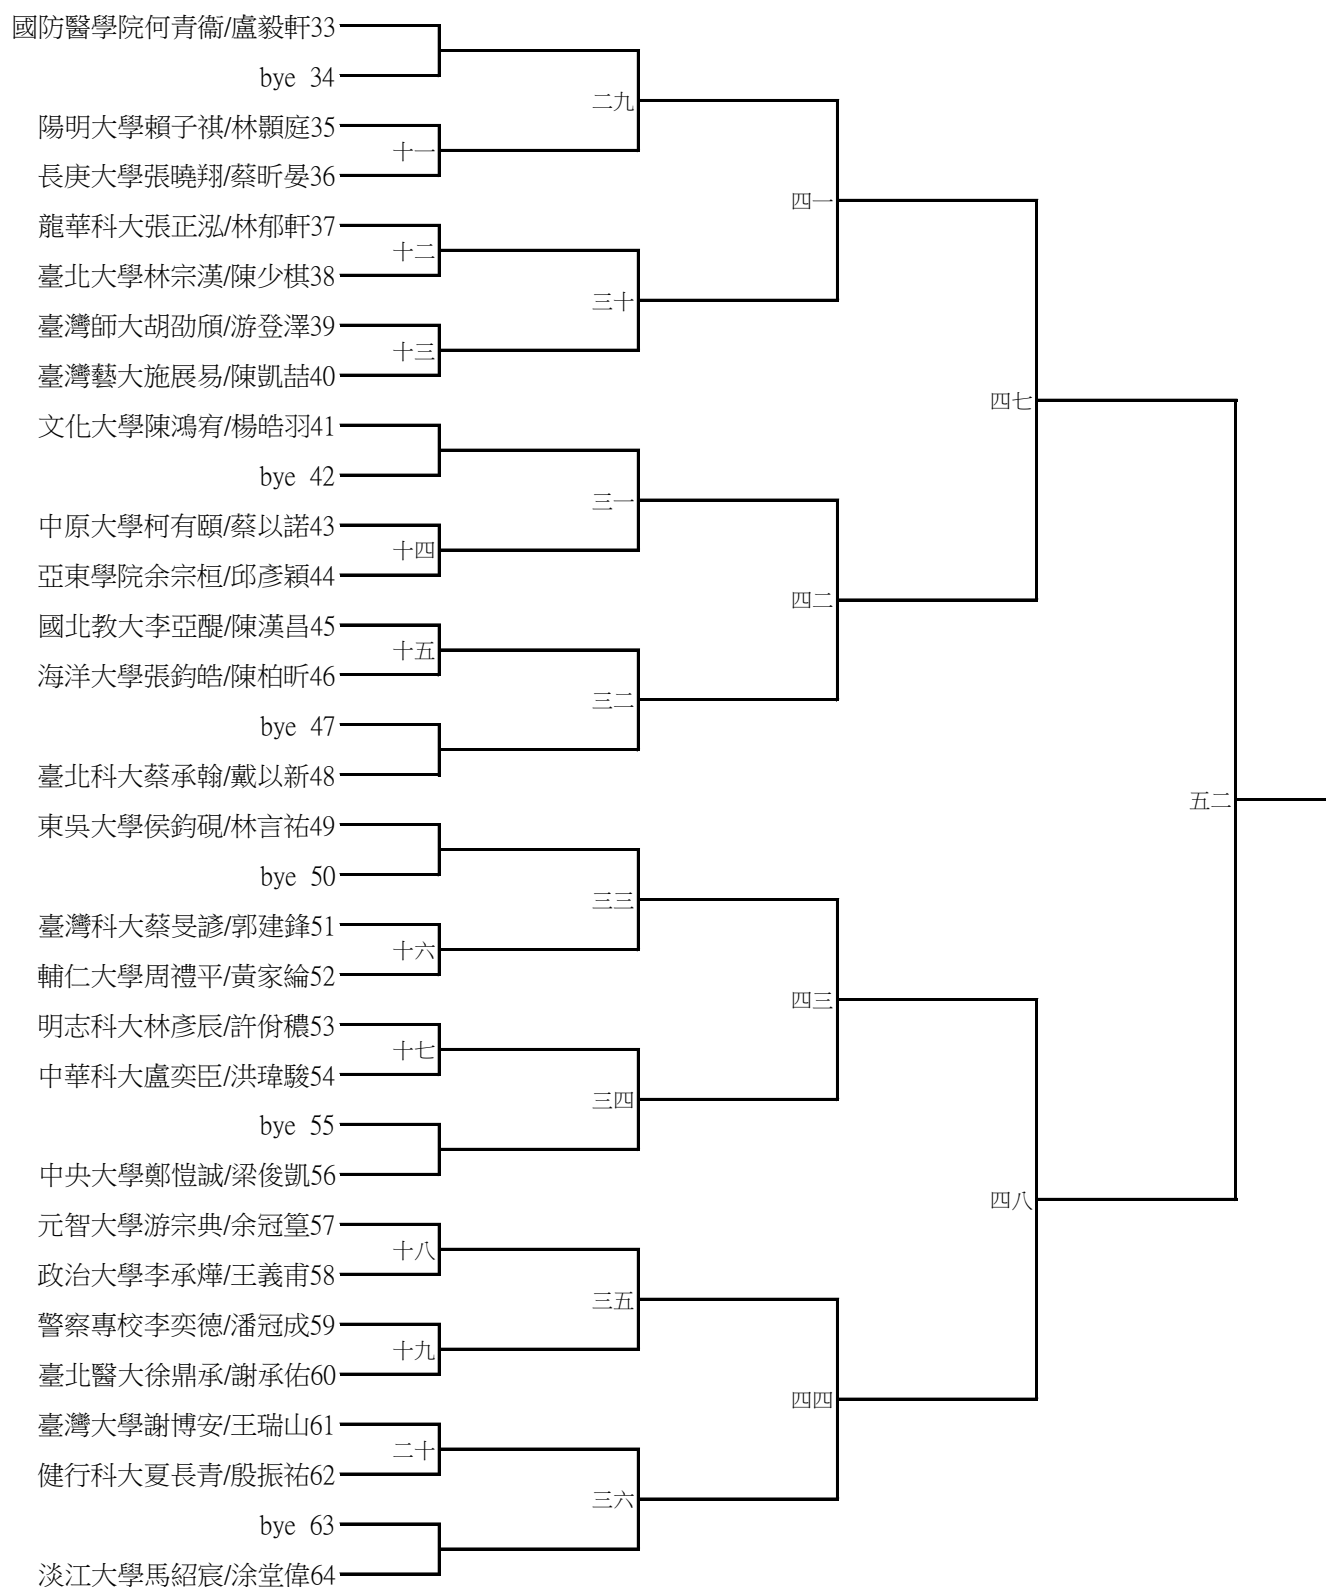 國防醫學院何青衞/盧毅軒33
bye 34
二九
陽明大學賴子祺/林顥庭35
十一
長庚大學張曉翔/蔡昕晏36
四一
龍華科大張正泓/林郁軒37
十二
臺北大學林宗漢/陳少棋38
三十
臺灣師大胡劭頎/游登澤39
十三
臺灣藝大施展易/陳凱喆40
四七
文化大學陳鴻宥/楊皓羽41
bye 42
三一
中原大學柯有頤/蔡以諾43
十四
亞東學院余宗桓/邱彥穎44
四二
國北教大李亞醍/陳漢昌45
十五
海洋大學張鈞皓/陳柏昕46
三二
bye 47
臺北科大蔡承翰/戴以新48
五二
東吳大學侯鈞硯/林言祐49
bye 50
三三
臺灣科大蔡旻諺/郭建鋒51
十六
輔仁大學周禮平/黃家綸52
四三
明志科大林彥辰/許佾穠53
十七
中華科大盧奕臣/洪瑋駿54
三四
bye 55
中央大學鄭愷誠/梁俊凱56
四八
元智大學游宗典/余冠篁57
十八
政治大學李承燁/王義甫58
三五
警察專校李奕德/潘冠成59
十九
臺北醫大徐鼎承/謝承佑60
四四
臺灣大學謝博安/王瑞山61
二十
健行科大夏長青/殷振祐62
三六
bye 63
淡江大學馬紹宸/涂堂偉64